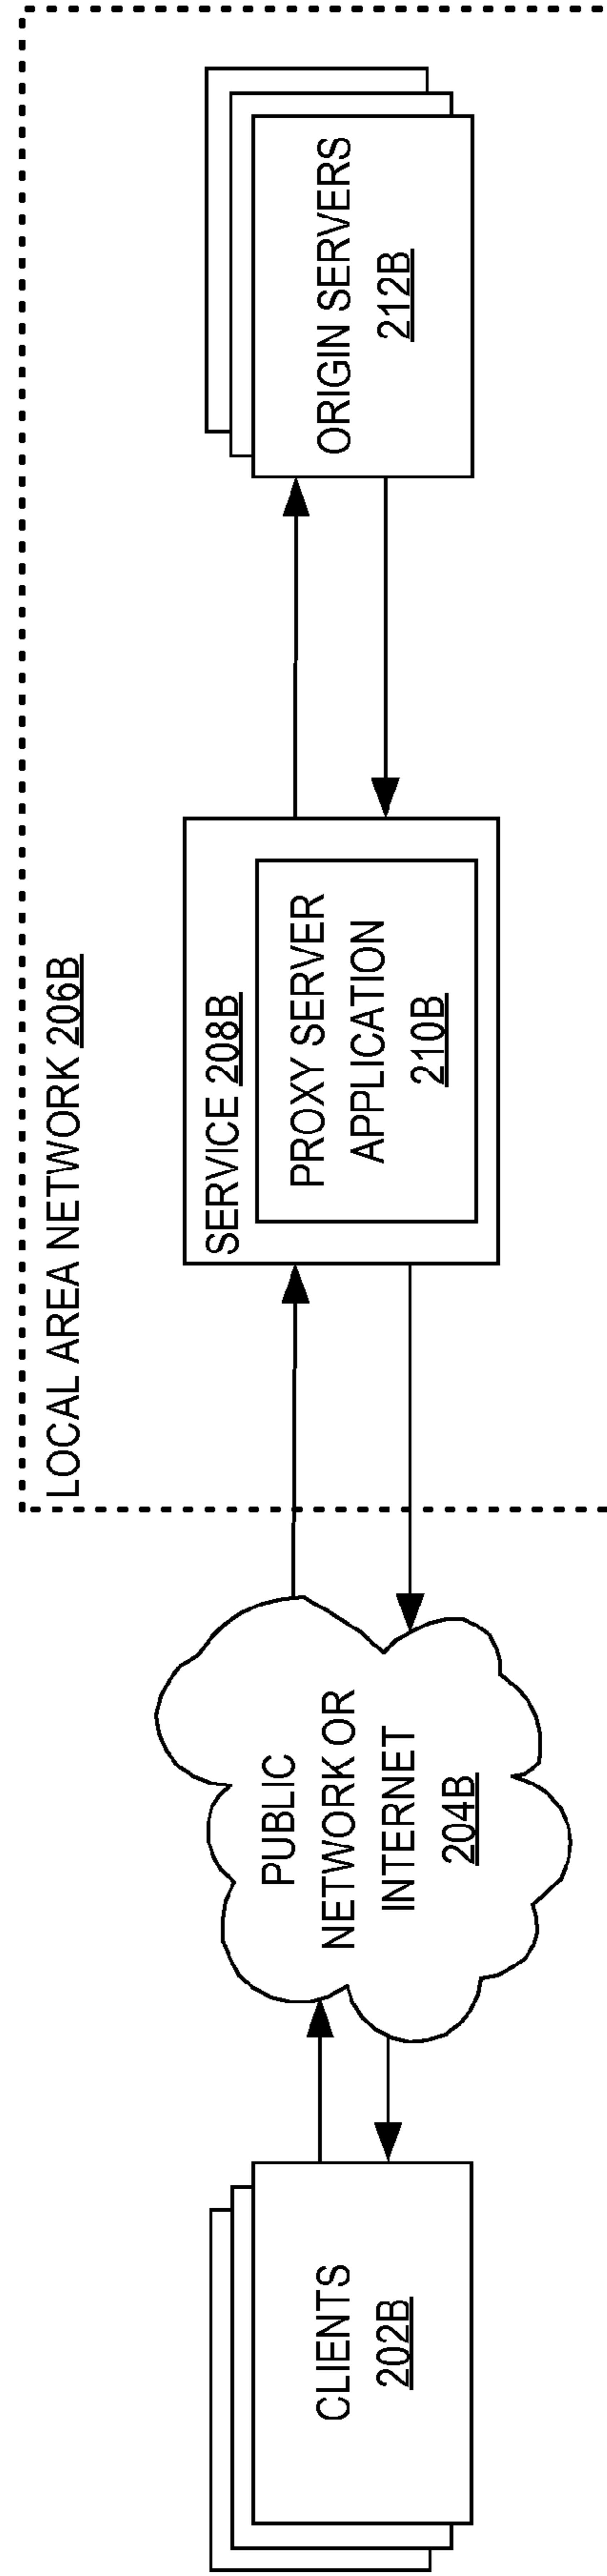 LOCAL AREA NETWORK 206B
CLIENTS
202B
PUBLIC
NETWORK OR
INTERNET
204B
SERVICE 208B
PROXY SERVER
APPLICATION
210B
ORIGIN SERVERS
212B